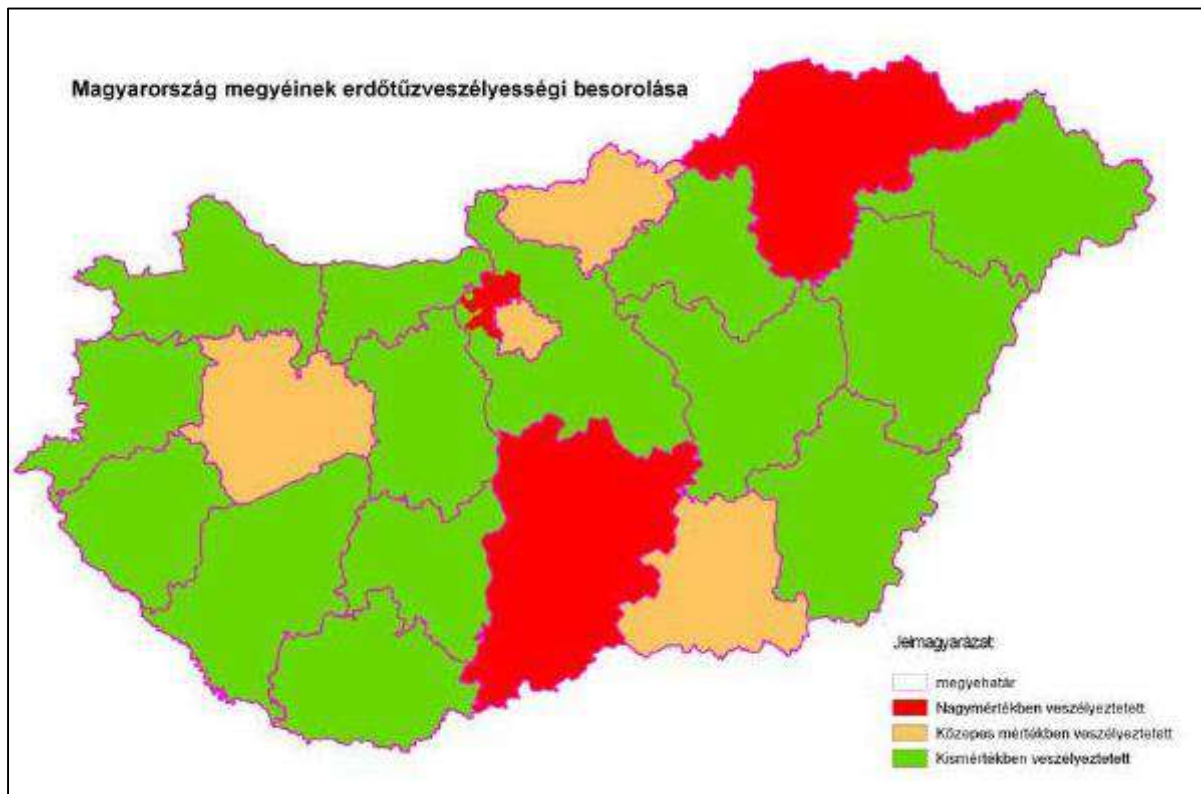 Magyarország megyéinek erdőtűzveszélyességi besorolása
Jelmagyarázat
megyehatár
Nagymértékben veszélyeztetett
Közepes mértékben veszélyeztetett
Kismértékben veszélyeztetett